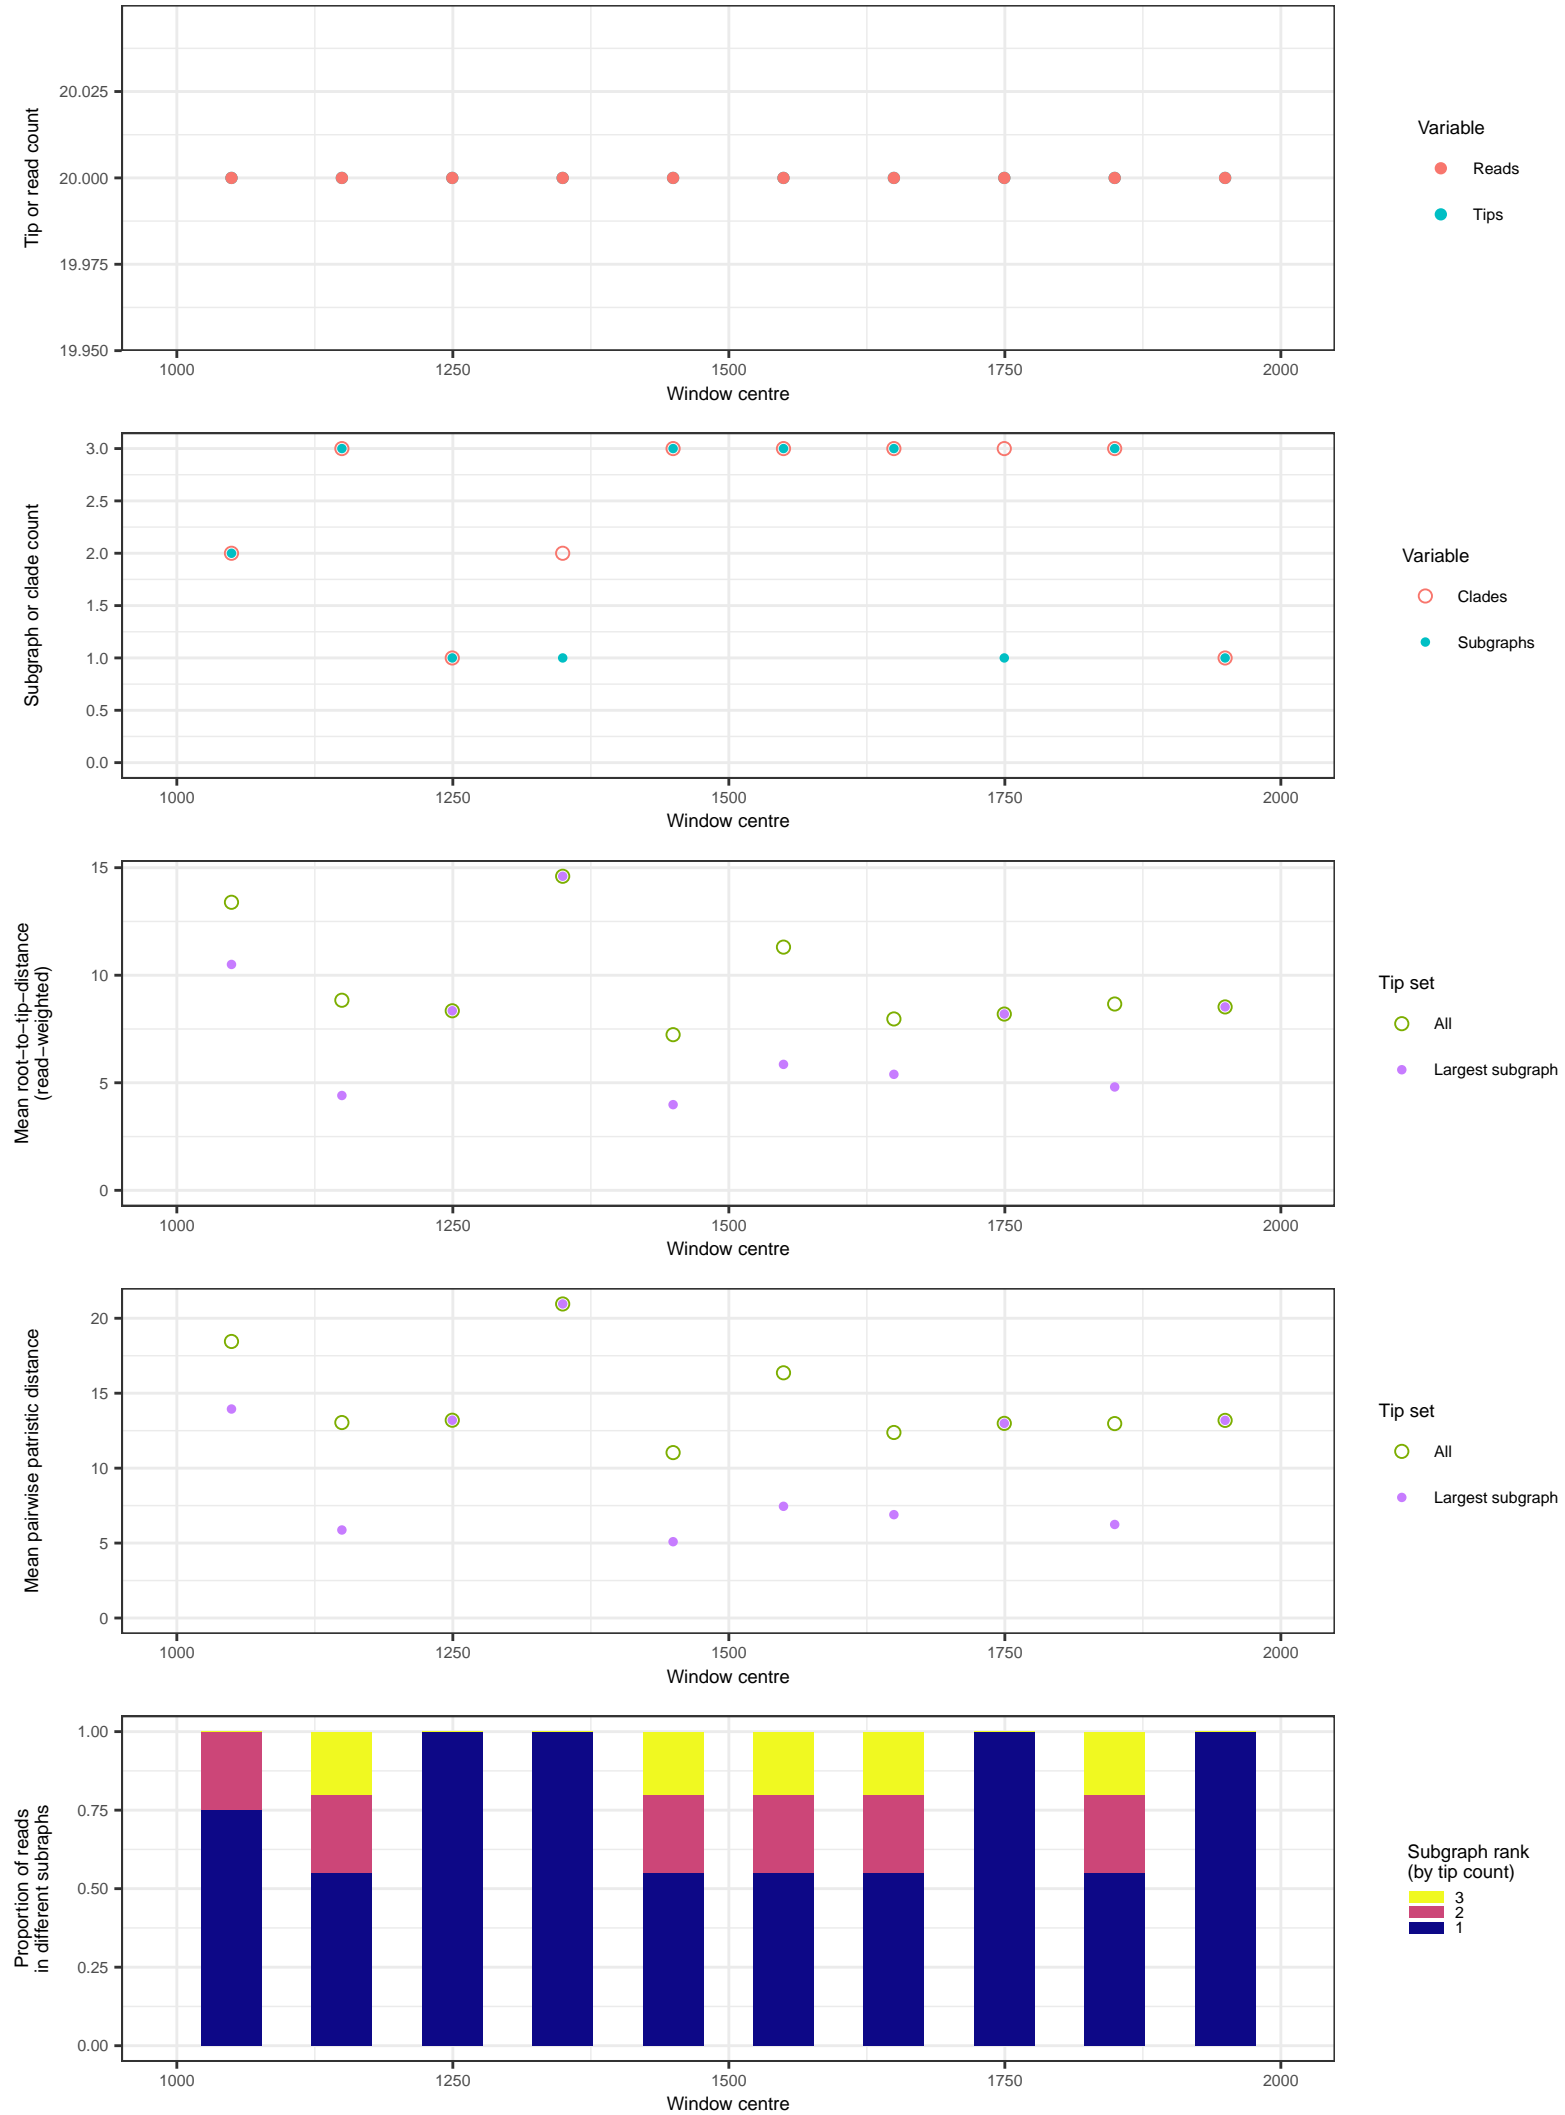 Tip or read count
20.025
20.000
19.975
19.950
1000 1250 1500 1750 2000
Window centre
Variable
Reads
Tips
Subgraph or clade count
3.0
2.5
2.0
1.5
1.0
0.5
0.0
1000 1250 1500 1750 2000
Window centre
Variable
Clades
Subgraphs
Mean root−to−tip−distance
(read−weighted)
15
10
5
0
1000 1250 1500 1750 2000
Window centre
Tip set
All
Largest subgraph
Mean pairwise patristic distance
20
15
10
5
0
1000 1250 1500 1750 2000
Window centre
Tip set
All
Largest subgraph
Proportion of reads
in different subraphs
1.00
0.75
0.50
0.25
0.00
1000 1250 1500 1750 2000
Window centre
Subgraph rank
(by tip count)
3
2
1